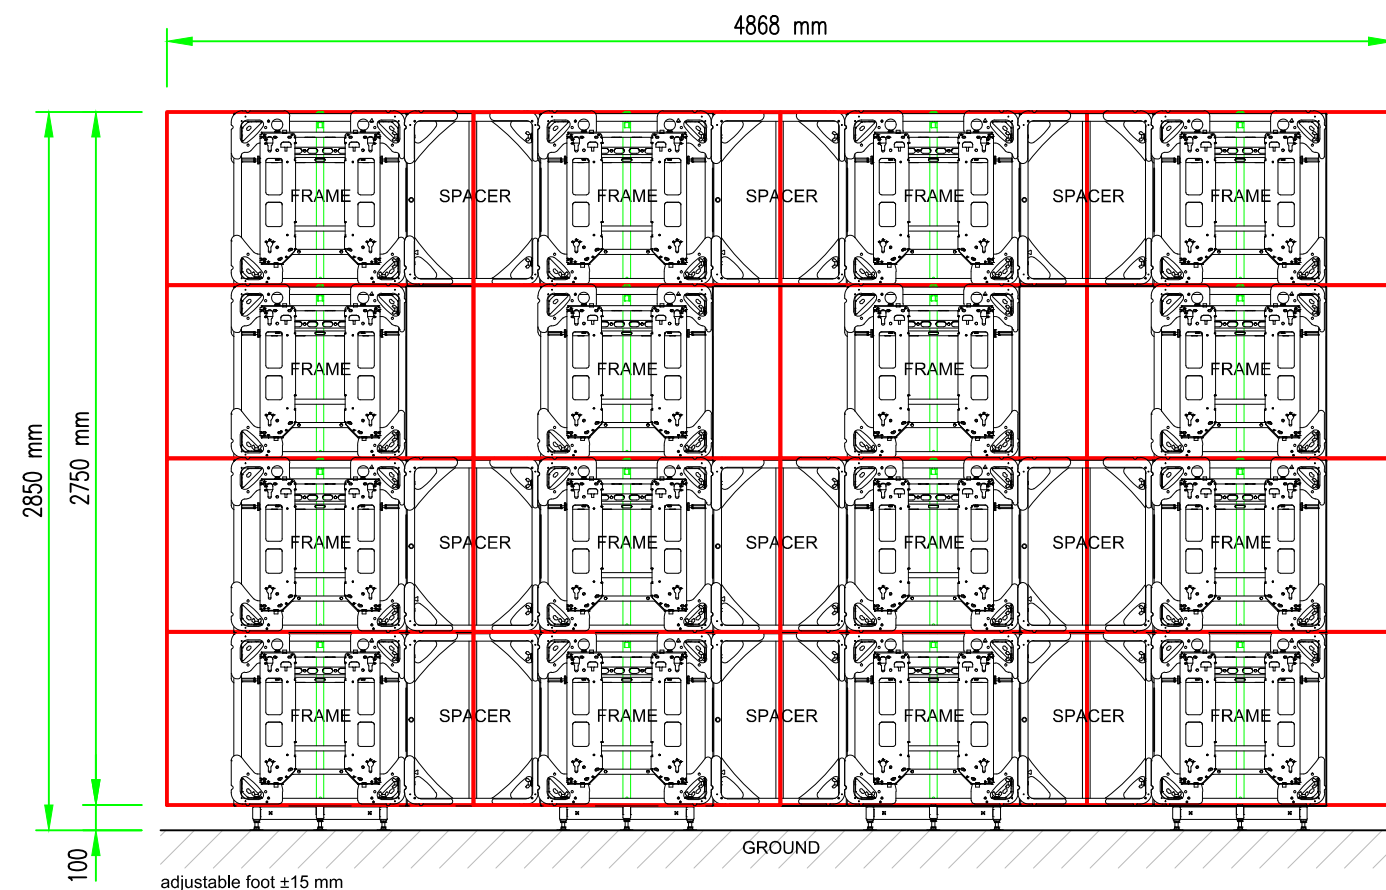 4868 mm
FRAME SPACER FRAME SPACER FRAME SPACER FRAME
FRAME FRAME FRAME FRAME
2850 mm
2750 mm
FRAME SPACER FRAME SPACER FRAME SPACER FRAME
FRAME SPACER FRAME SPACER FRAME SPACER FRAME
100
GROUND
adjustable foot ±15 mm